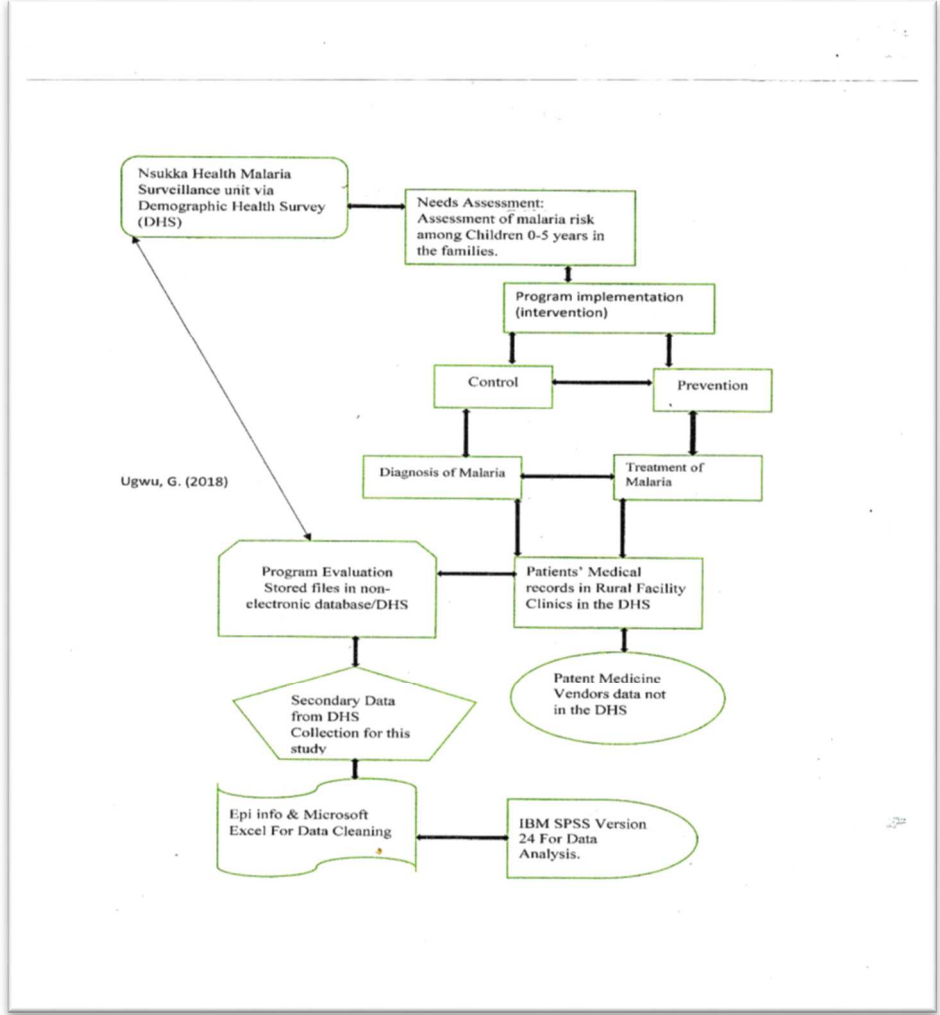 Nsukka Health Malaria
Surveillance unit via
Demographic Health Survey
(DHS)
Needs Assessment:
Assessment of malaria risk
among Children 0-5 years in
the families.
Program implementation
(intervention)
Control
Prevention
Diagnosis of Malaria
Treatment of
Malaria
Ugwu, G. (2018)
Program Evaluation
Stored files in non-
electronic database/DHS
Patients' Medical
records in Rural Facility
Clinics in the DHS
Patent Medicine
Vendors data not
in the DHS
Secondary Data
from DHS
Collection for this
study
Epi info & Microsoft
Excel For Data Cleaning
IBM SPSS Version
24 For Data
Analysis.